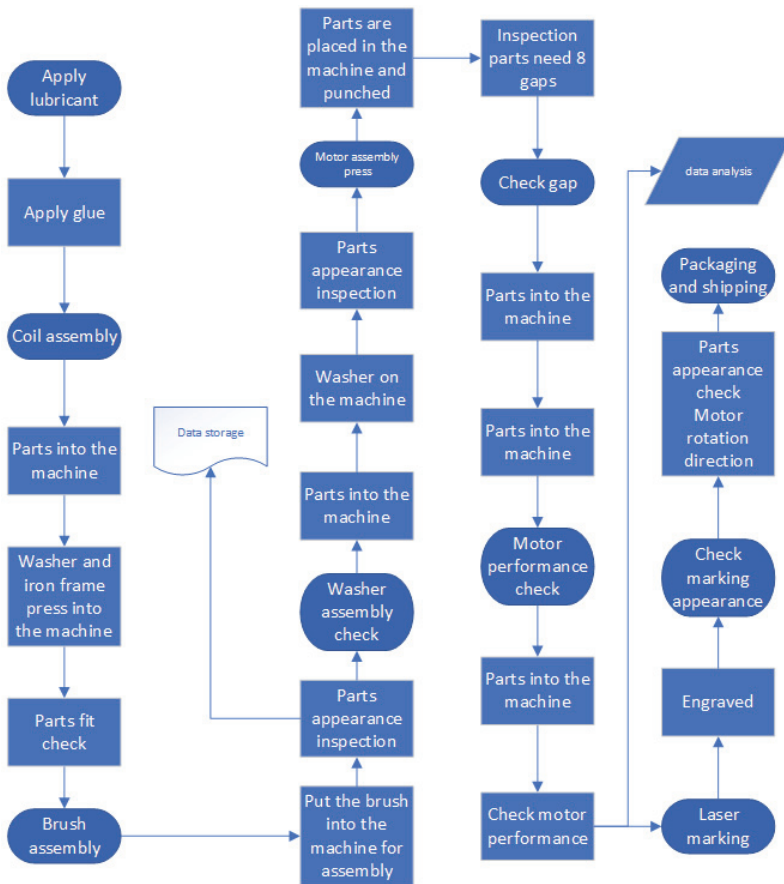 Apply
lubricant
Apply glue
Coil assembly
Parts into the
machine
Washer and
iron frame
press into
the machine
Parts fit
check
Brush
assembly
Put the brush
into the
machine for
assembly
Parts
appearance
inspection
Data storage
Washer
assembly
check
Parts into the
machine
Washer on
the machine
Parts
appearance
inspection
Motor assembly
press
Parts are
placed in the
machine and
punched
Inspection
parts need 8
gaps
Check gap
Parts into the
machine
Parts into the
machine
Motor
performance
check
Parts into the
machine
Check motor
performance
data analysis
Laser
marking
Engraved
Check
marking
appearance
Parts
appearance
check
Motor
rotation
direction
Packaging
and shipping